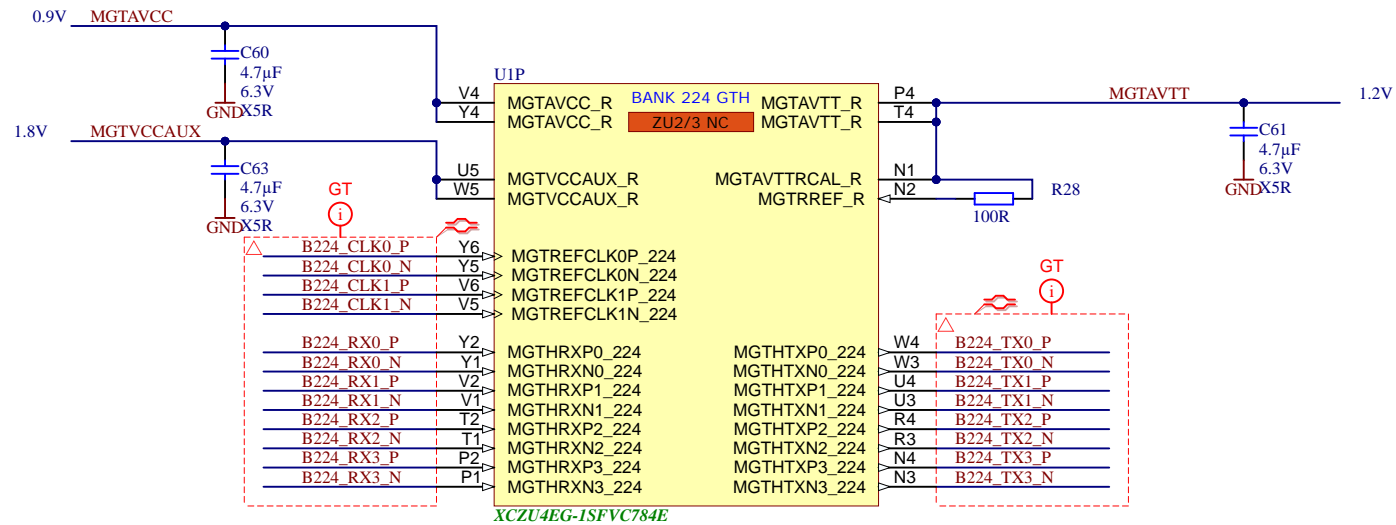 0.9V MGTAVCC
C60
4.7µF
6.3V
X5R
GND
1.8V MGTVCCAUX
C63
4.7µF
6.3V
X5R
GND
U1P
BANK 224 GTH
ZU2/3 NC
V4 MGTAVCC_R
Y4 MGTAVCC_R
U5 MGTVCCAUX_R
W5 MGTVCCAUX_R
MGTAVTT_R P4
MGTAVTT_R T4
MGTAVTTRCAL_R N1
MGTRREF_R N2
MGTAVTT 1.2V
C61
4.7µF
6.3V
X5R
GND
R28
100R
GT
i
B224_CLK0_P Y6 MGTREFCLK0P_224
B224_CLK0_N Y5 MGTREFCLK0N_224
B224_CLK1_P V6 MGTREFCLK1P_224
B224_CLK1_N V5 MGTREFCLK1N_224
B224_RX0_P Y2 MGTHRXP0_224
B224_RX0_N Y1 MGTHRXN0_224
B224_RX1_P V2 MGTHRXP1_224
B224_RX1_N V1 MGTHRXN1_224
B224_RX2_P T2 MGTHRXP2_224
B224_RX2_N T1 MGTHRXN2_224
B224_RX3_P P2 MGTHRXP3_224
B224_RX3_N P1 MGTHRXN3_224
GT
i
MGTHTXP0_224 W4 B224_TX0_P
MGTHTXN0_224 W3 B224_TX0_N
MGTHTXP1_224 U4 B224_TX1_P
MGTHTXN1_224 U3 B224_TX1_N
MGTHTXP2_224 R4 B224_TX2_P
MGTHTXN2_224 R3 B224_TX2_N
MGTHTXP3_224 N4 B224_TX3_P
MGTHTXN3_224 N3 B224_TX3_N
XCZU4EG-1SFVC784E